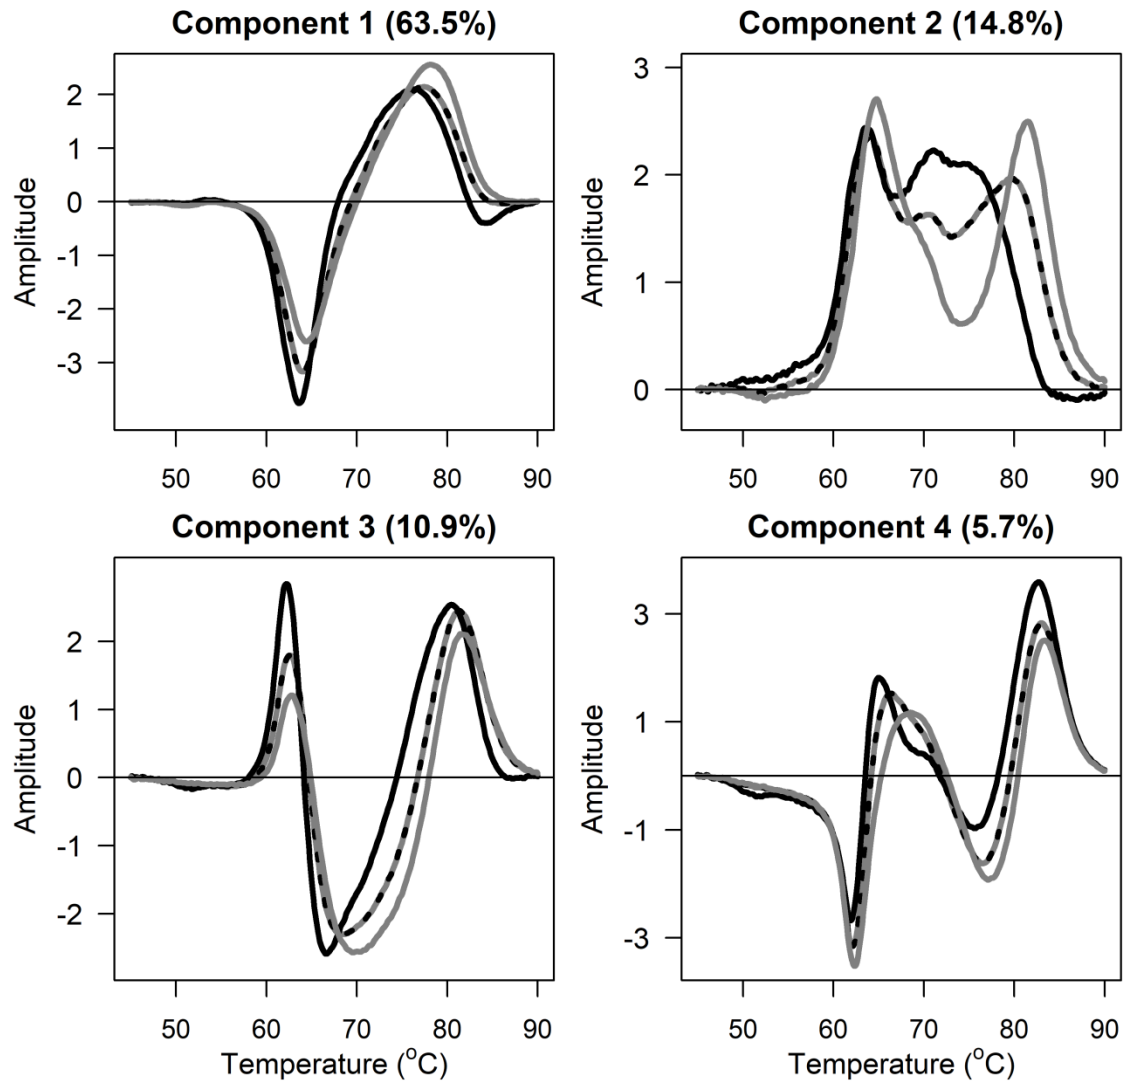 Component 1 (63.5%)
Amplitude
2
1
0
-1
-2
-3
50 60 70 80 90
Component 2 (14.8%)
Amplitude
3
2
1
0
50 60 70 80 90
Component 3 (10.9%)
Amplitude
2
1
0
-1
-2
50 60 70 80 90
Temperature (°C)
Component 4 (5.7%)
Amplitude
3
1
-1
-3
50 60 70 80 90
Temperature (°C)